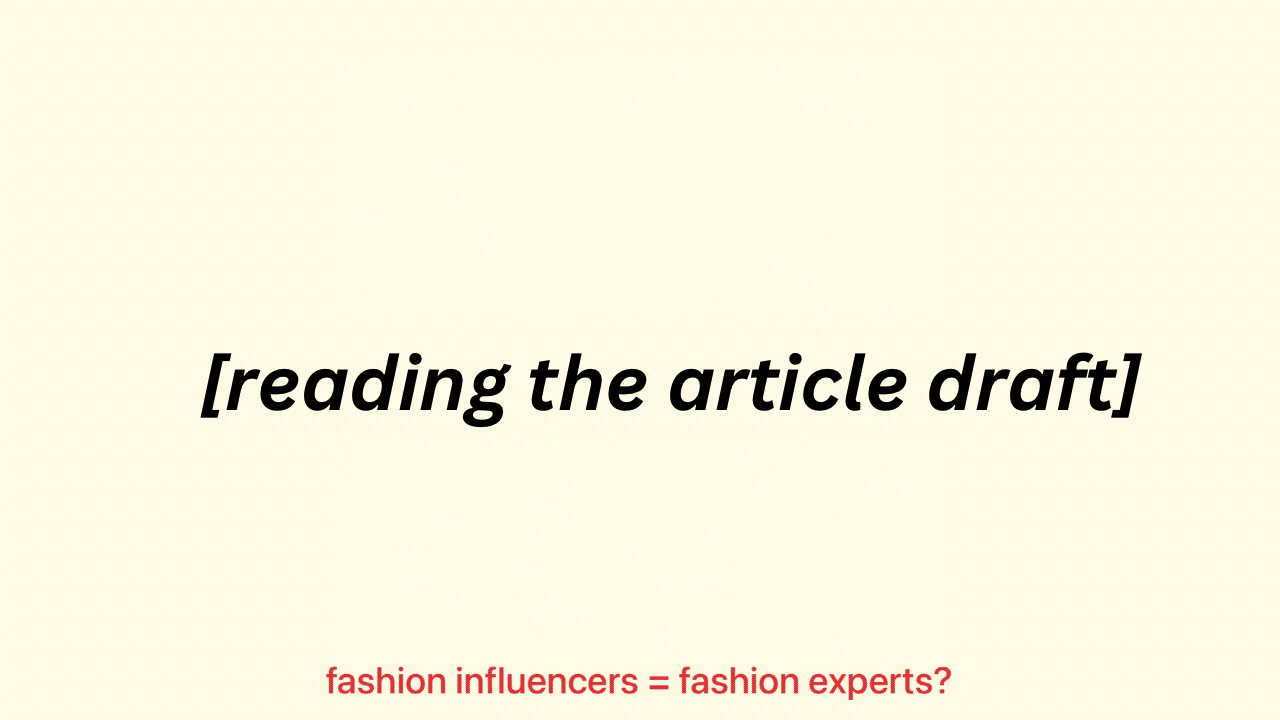 [reading the article draft]
fashion influencers = fashion experts?